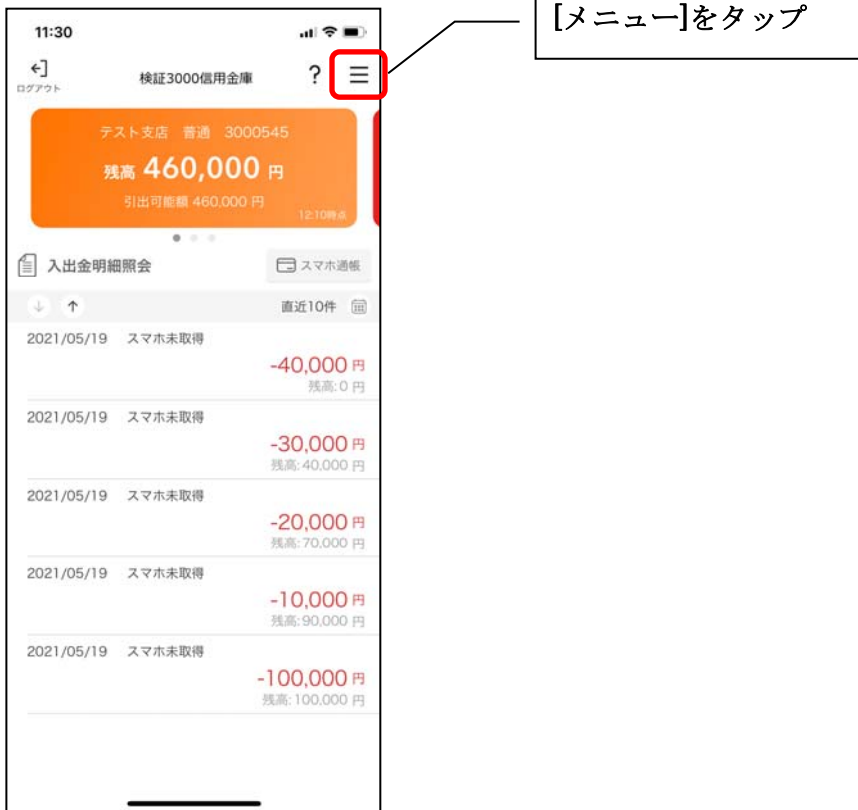 [メニュー]をタップ
11:30
ログアウト
検証3000信用金庫
?
テスト支店 普通 3000545
残高 460,000 円
引出可能額 460,000 円
12:10時点
入出金明細照会
スマホ通帳
↓ ↑ 直近10件
2021/05/19 スマホ未取得
-40,000 円
残高:0 円
2021/05/19 スマホ未取得
-30,000 円
残高:40,000 円
2021/05/19 スマホ未取得
-20,000 円
残高:70,000 円
2021/05/19 スマホ未取得
-10,000 円
残高:90,000 円
2021/05/19 スマホ未取得
-100,000 円
残高:100,000 円